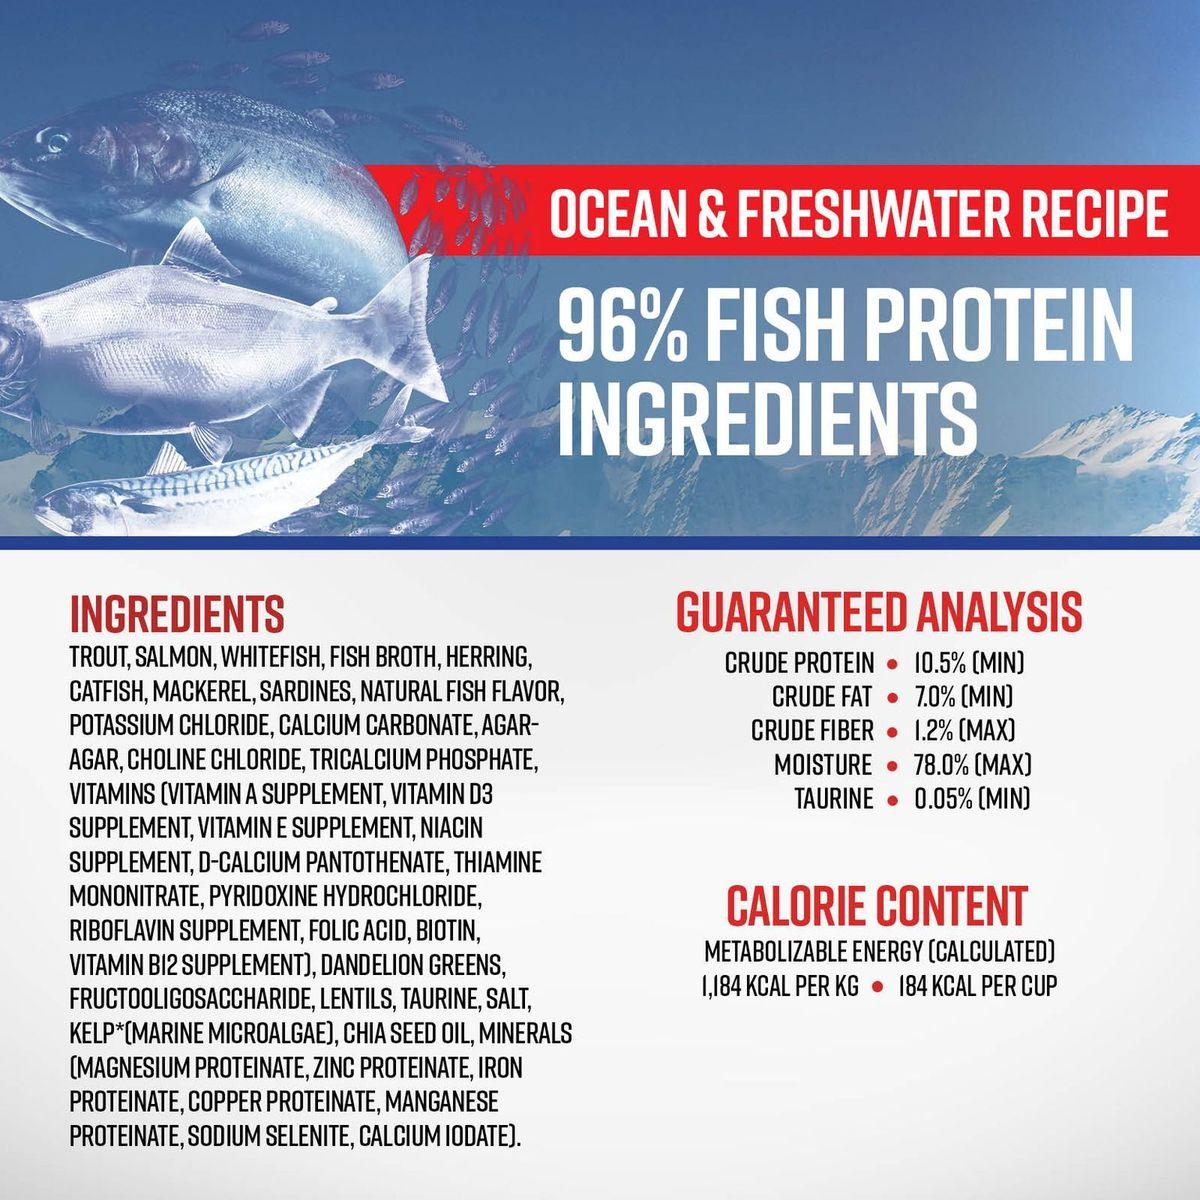 OCEAN & FRESHWATER RECIPE
96% FISH PROTEIN
INGREDIENTS
INGREDIENTS
TROUT, SALMON, WHITEFISH, FISH BROTH, HERRING,
CATFISH, MACKEREL, SARDINES, NATURAL FISH FLAVOR,
POTASSIUM CHLORIDE, CALCIUM CARBONATE, AGAR-
AGAR, CHOLINE CHLORIDE, TRICALCIUM PHOSPHATE,
VITAMINS (VITAMIN A SUPPLEMENT, VITAMIN D3
SUPPLEMENT, VITAMIN E SUPPLEMENT, NIACIN
SUPPLEMENT, D-CALCIUM PANTOTHENATE, THIAMINE
MONONITRATE, PYRIDOXINE HYDROCHLORIDE,
RIBOFLAVIN SUPPLEMENT, FOLIC ACID, BIOTIN,
VITAMIN B12 SUPPLEMENT), DANDELION GREENS,
FRUCTOOLIGOSACCHARIDE, LENTILS, TAURINE, SALT,
KELP*(MARINE MICROALGAE), CHIA SEED OIL, MINERALS
(MAGNESIUM PROTEINATE, ZINC PROTEINATE, IRON
PROTEINATE, COPPER PROTEINATE, MANGANESE
PROTEINATE, SODIUM SELENITE, CALCIUM IODATE).
GUARANTEED ANALYSIS
CRUDE PROTEIN • 10.5% (MIN)
CRUDE FAT • 7.0% (MIN)
CRUDE FIBER • 1.2% (MAX)
MOISTURE • 78.0% (MAX)
TAURINE • 0.05% (MIN)
CALORIE CONTENT
METABOLIZABLE ENERGY (CALCULATED)
1,184 KCAL PER KG • 184 KCAL PER CUP